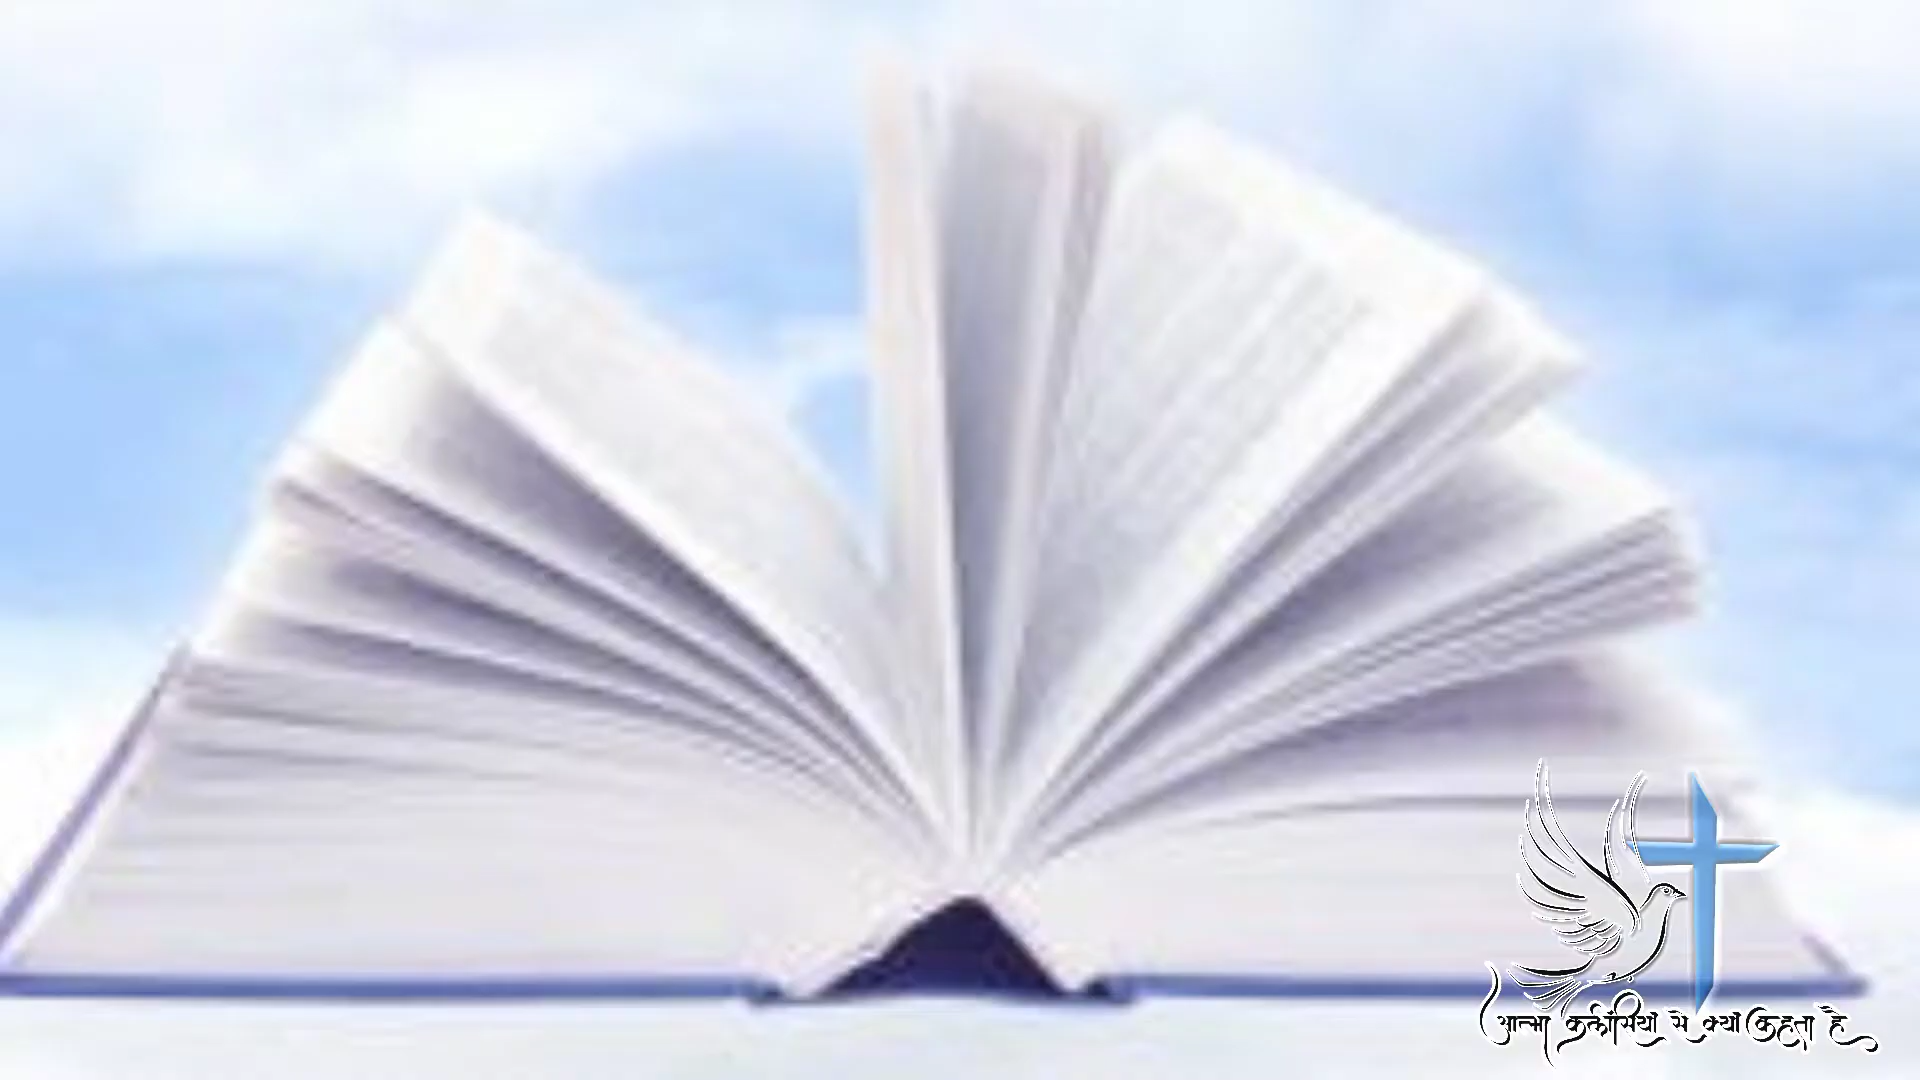 आत्मा कलीसियों से क्या कहता है